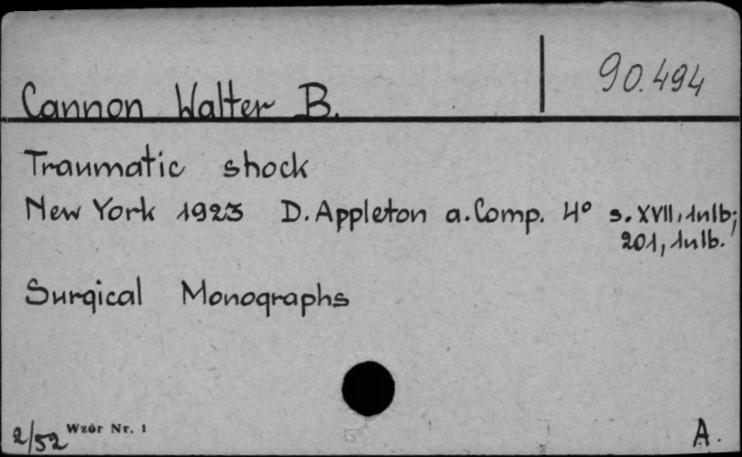 90.494
Cannon Walter B.
Traumatic shock
New York 1923 D. Appleton a. Comp. 4° s. XVII, 1nlb;
201, 1nlb.
Surgical Monographs
2/52 Wzór Nr. 1
A.